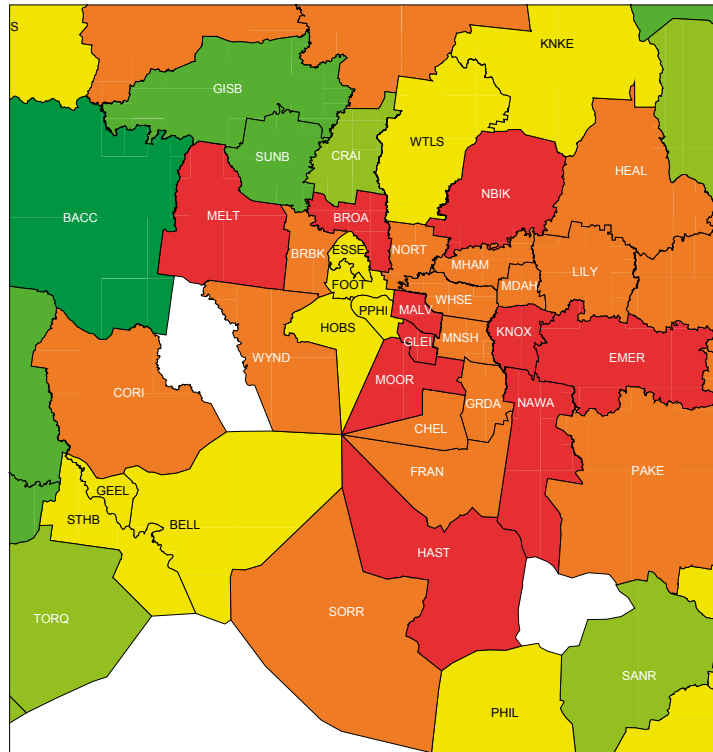 S
KNKE
GISB
WTLS
SUNB
CRAI
HEAL
NBIK
BACC
MELT
BROA
BRBK
ESSE
NORT
MHAM
LILY
FOOT
MDAH
WHSE
PPHI
MALV
HOBS
MNSH
KNOX
GLEI
WYND
EMER
MOOR
CORI
GRDA
NAWA
CHEL
FRAN
PAKE
GEEL
STHB
BELL
HAST
SORR
TORQ
SANR
PHIL